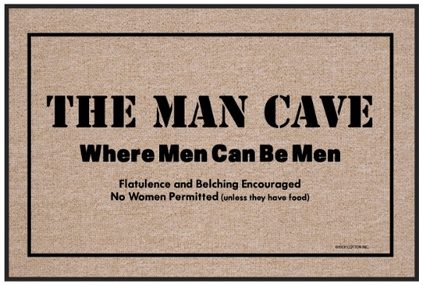 THE MAN CAVE
Where Men Can Be Men
Flatulence and Belching Encouraged
No Women Permitted (unless they have food)